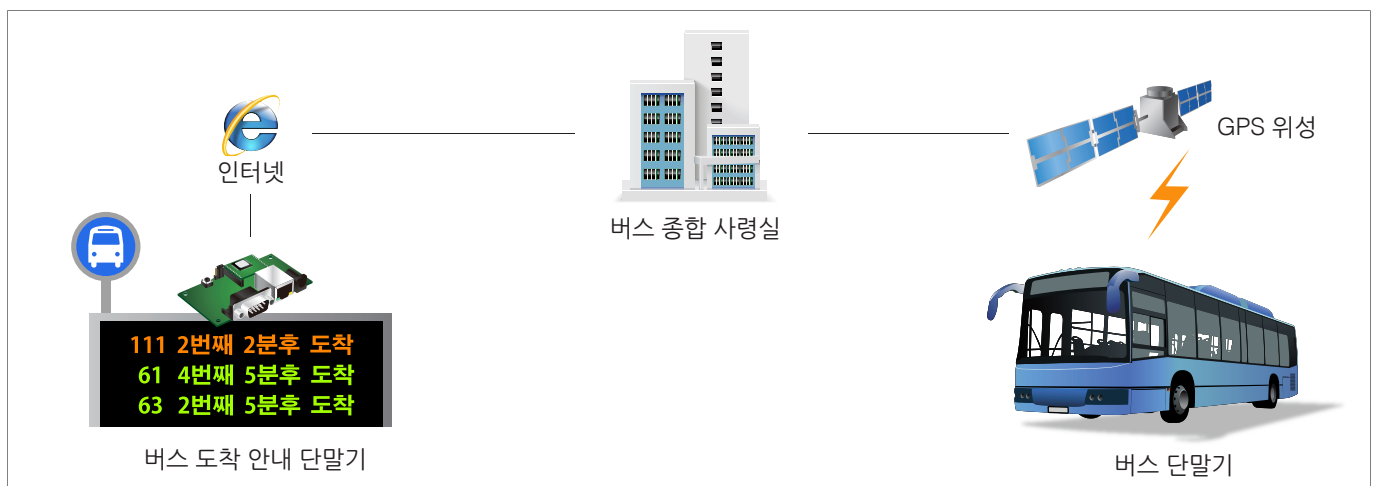 인터넷
버스 종합 사령실
GPS 위성
111 2번째 2분후 도착
61 4번째 5분후 도착
63 2번째 5분후 도착
버스 도착 안내 단말기
버스 단말기